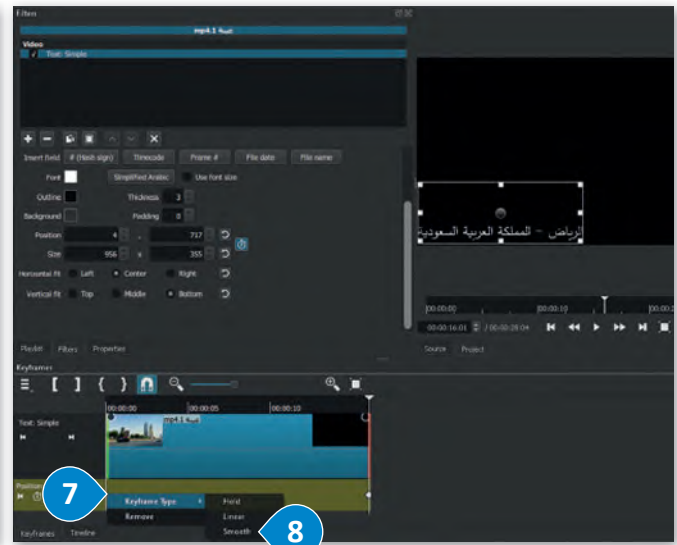 Filters
mp4.1 قصة
Video
Text: Simple
Insert field # (Hash sign) Timecode Frame # File date File name
Font Simplified Arabic Use font size
Outline Thickness 3
Background Padding 0
Position 4 , 717
Size 956 x 355
Horizontal fit Left Center Right
Vertical fit Top Middle Bottom
Playlist Filters Properties
الرياض - المملكة العربية السعودية
00:00:00 00:00:10
00:00:16:01 / 00:00:28:04
Source Project
Keyframes
00:00:00 00:00:05 00:00:10
Text: Simple
mp4.1
Position
7
Keyframe Type Hold
Remove Linear
Smooth
8
Keyframes Timeline